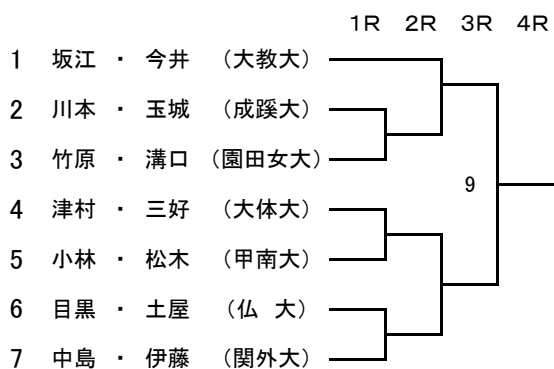 1R 2R 3R 4R
1 坂江 ・ 今井 (大教大)
2 川本 ・ 玉城 (成蹊大)
3 竹原 ・ 溝口 (園田女大)
9
4 津村 ・ 三好 (大体大)
5 小林 ・ 松木 (甲南大)
6 目黒 ・ 土屋 (仏 大)
7 中島 ・ 伊藤 (関外大)